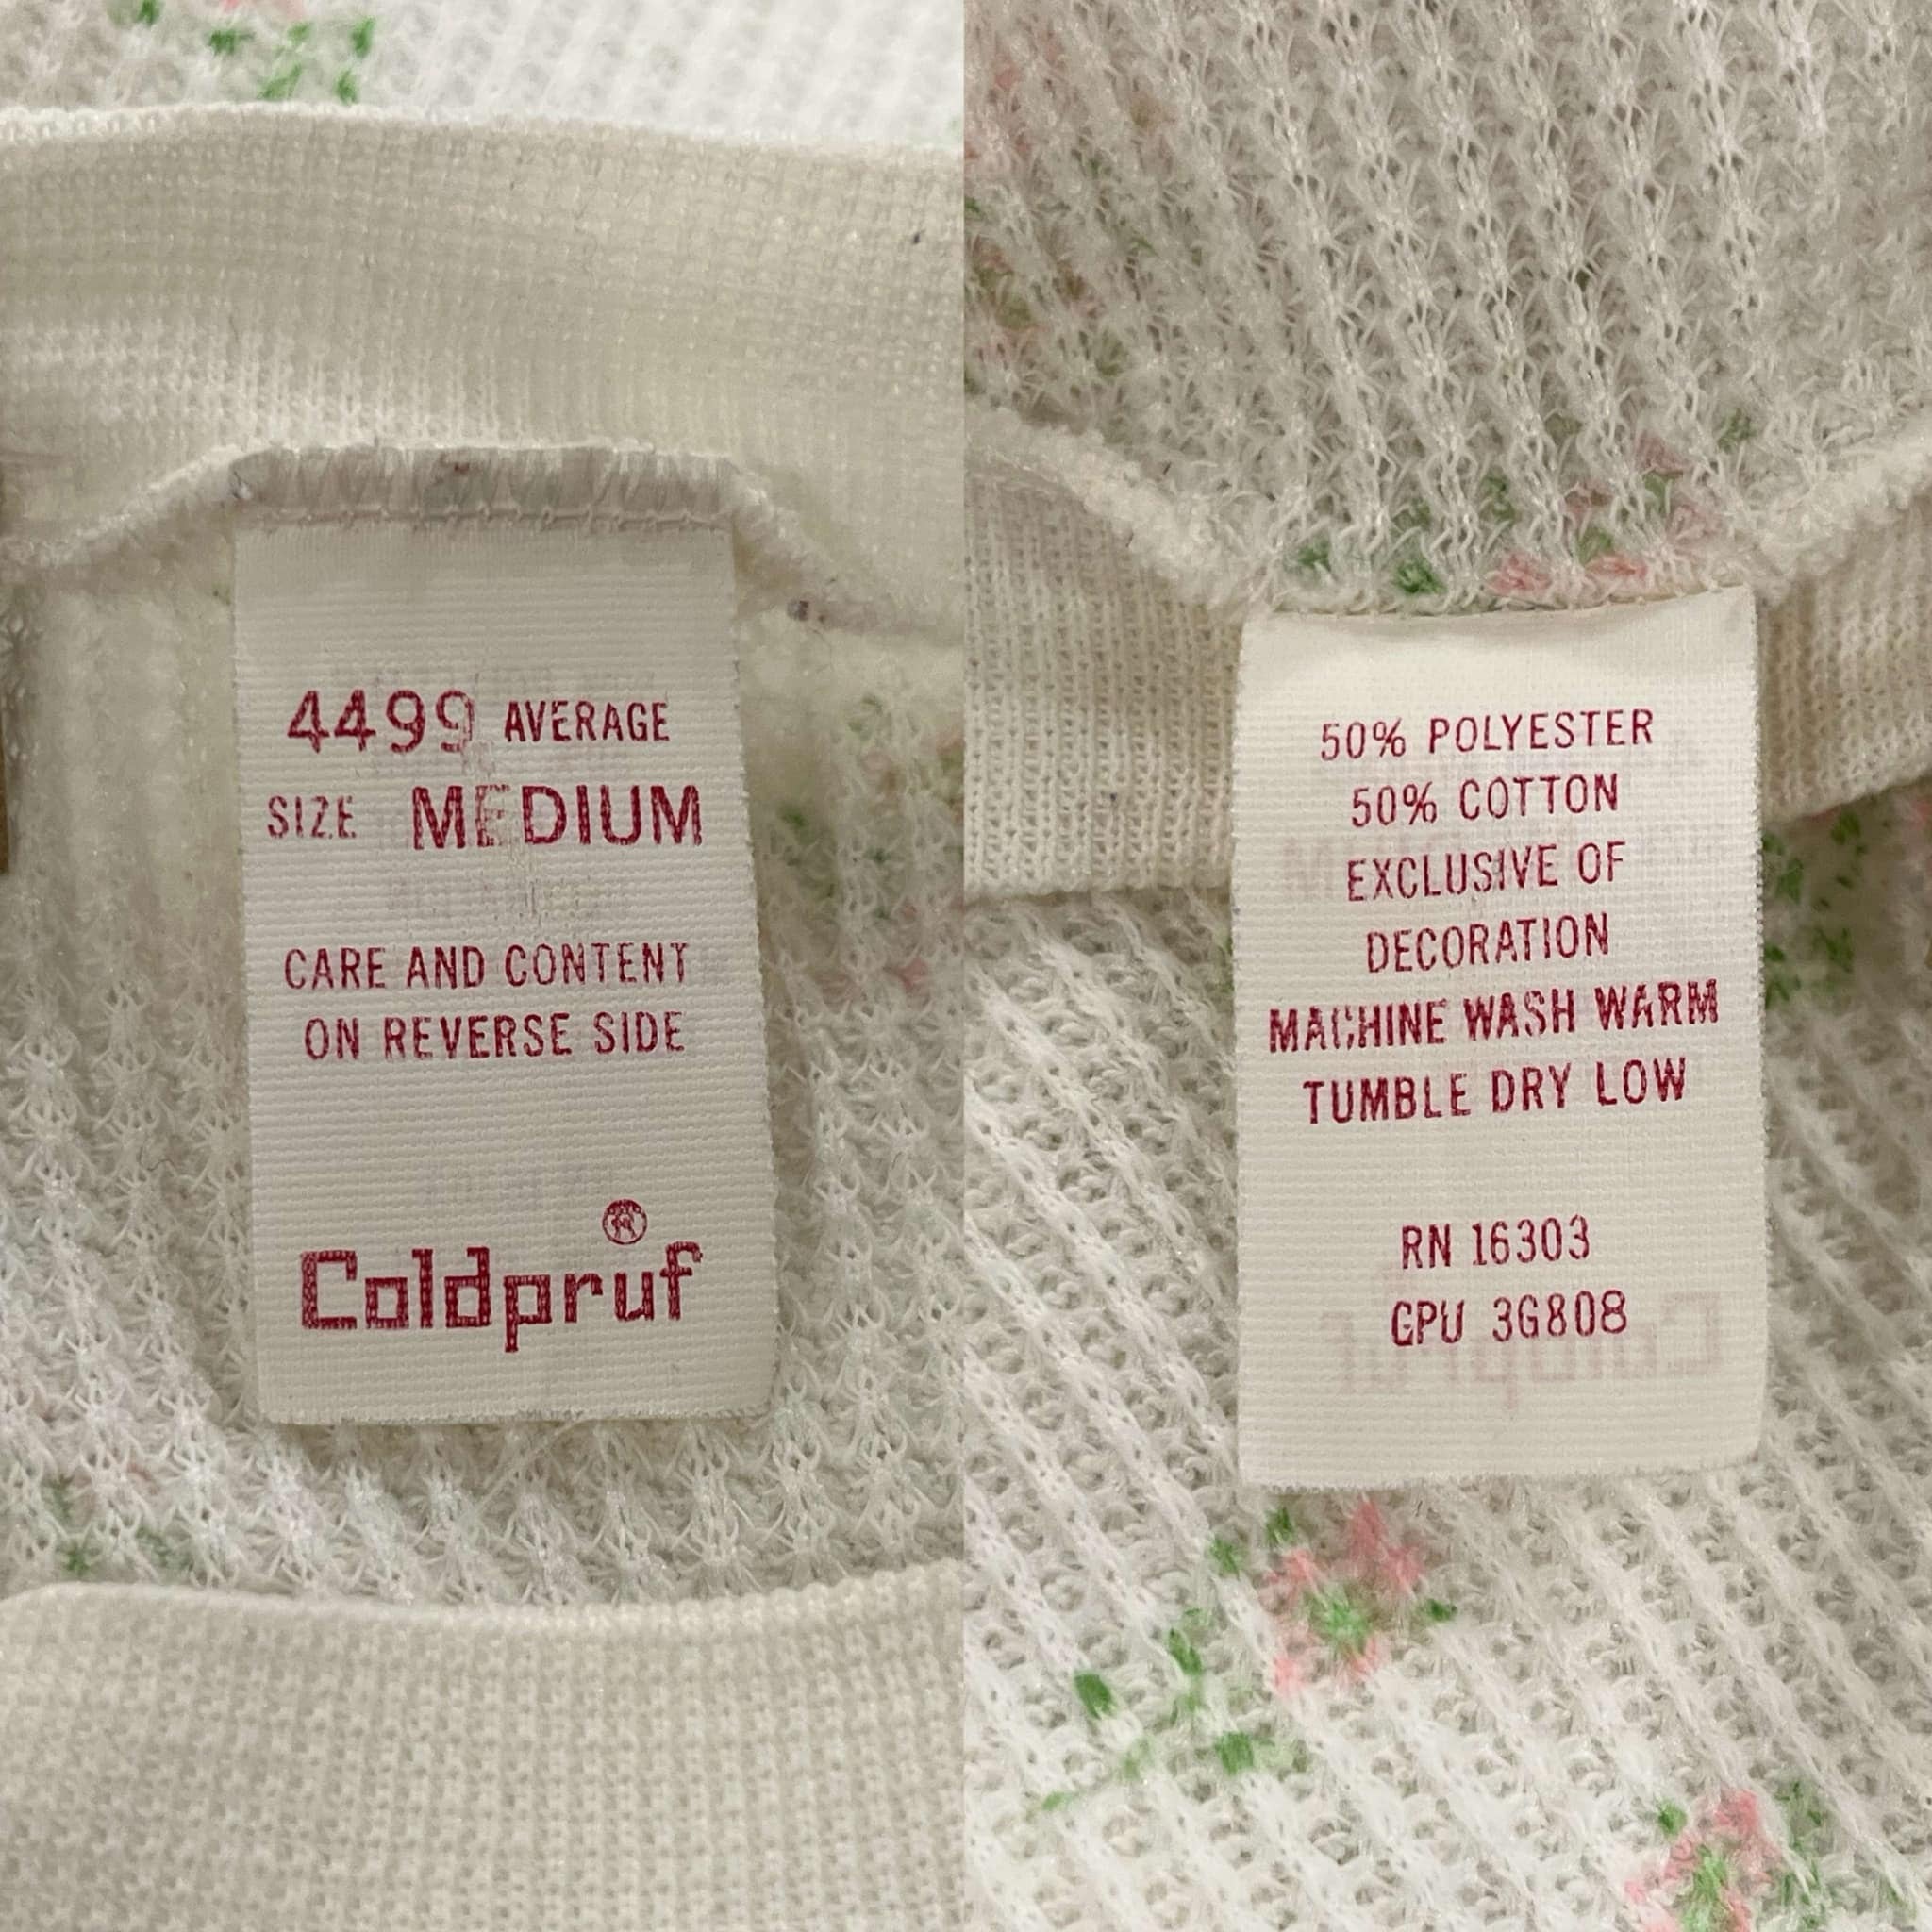 4499 AVERAGE
SIZE MEDIUM
CARE AND CONTENT
ON REVERSE SIDE
®
Coldpruf
50% POLYESTER
50% COTTON
EXCLUSIVE OF
DECORATION
MACHINE WASH WARM
TUMBLE DRY LOW
RN 16303
GPU 3G808